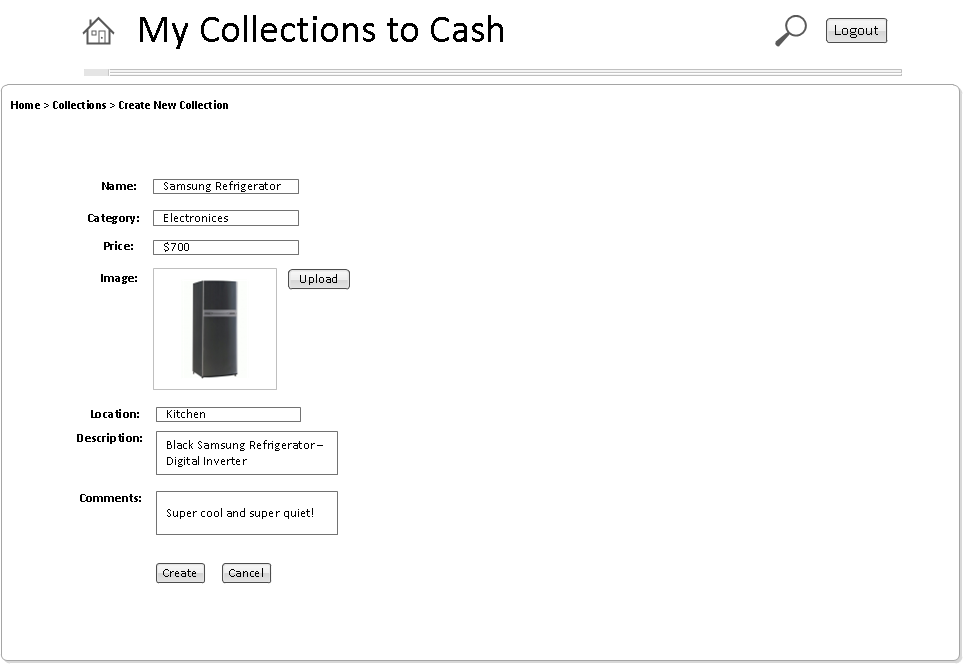 My Collections to Cash
Logout
Home > Collections > Create New Collection
Name: Samsung Refrigerator
Category: Electronices
Price: $700
Image: Upload
Location: Kitchen
Description: Black Samsung Refrigerator –
Digital Inverter
Comments: Super cool and super quiet!
Create Cancel